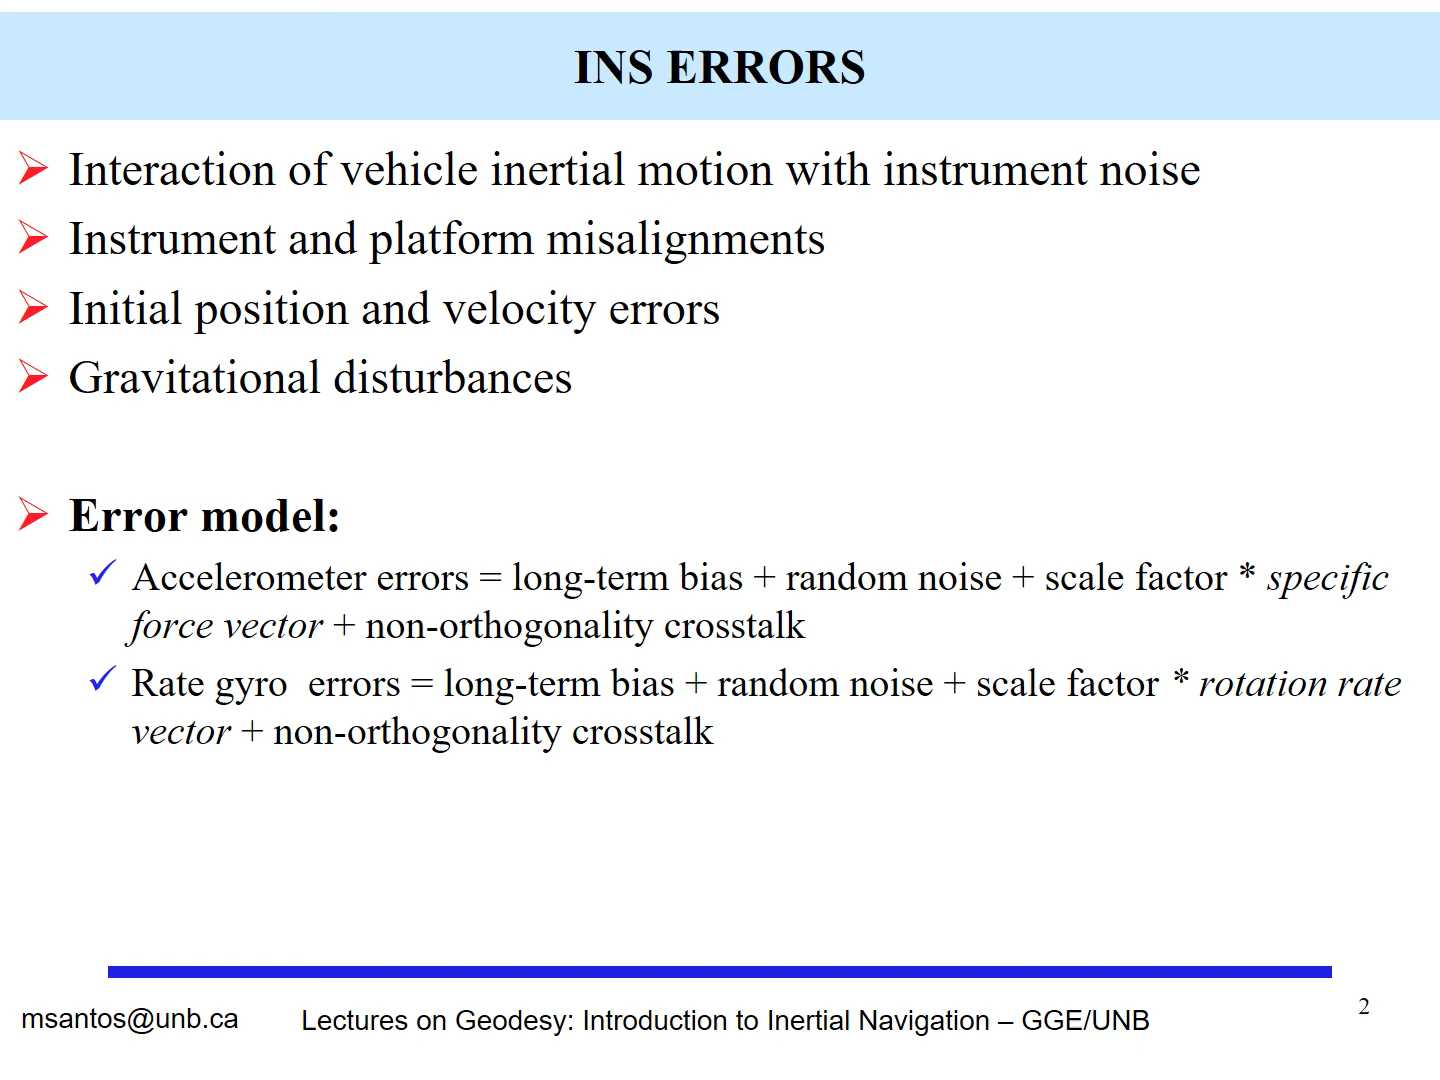 INS ERRORS
Interaction of vehicle inertial motion with instrument noise
Instrument and platform misalignments
Initial position and velocity errors
Gravitational disturbances
Error model:
Accelerometer errors = long-term bias + random noise + scale factor * specific
force vector + non-orthogonality crosstalk
Rate gyro  errors = long-term bias + random noise + scale factor * rotation rate
vector + non-orthogonality crosstalk
msantos@unb.ca
Lectures on Geodesy: Introduction to Inertial Navigation – GGE/UNB
2